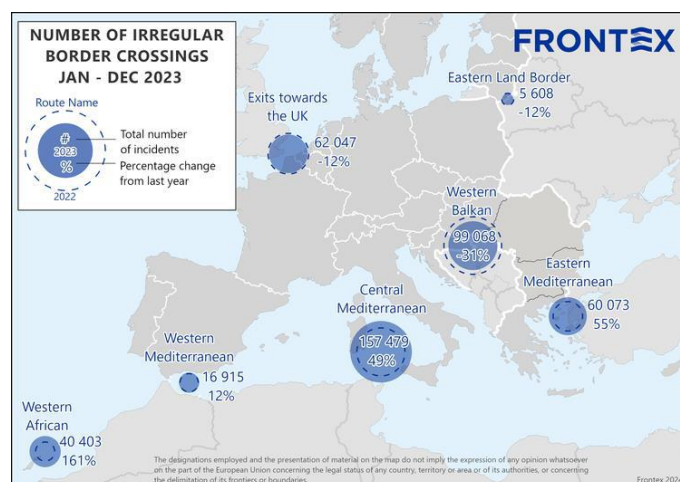 NUMBER OF IRREGULAR
BORDER CROSSINGS
JAN - DEC 2023
Route Name
#
2023
%
Total number
of incidents
Percentage change
from last year
2022
FRONTEX
Eastern Land Border
5 608
-12%
Exits towards
the UK
62 047
-12%
Western
Balkan
99 068
-31%
Eastern
Mediterranean
60 073
55%
Central
Mediterranean
157 479
49%
Western
Mediterranean
16 915
12%
Western
African
40 403
161%
The designations employed and the presentation of material on the map do not imply the expression of any opinion whatsoever
on the part of the European Union concerning the legal status of any country, territory or area or of its authorities, or concerning
the delimitation of its frontiers or boundaries.
Frontex 2024